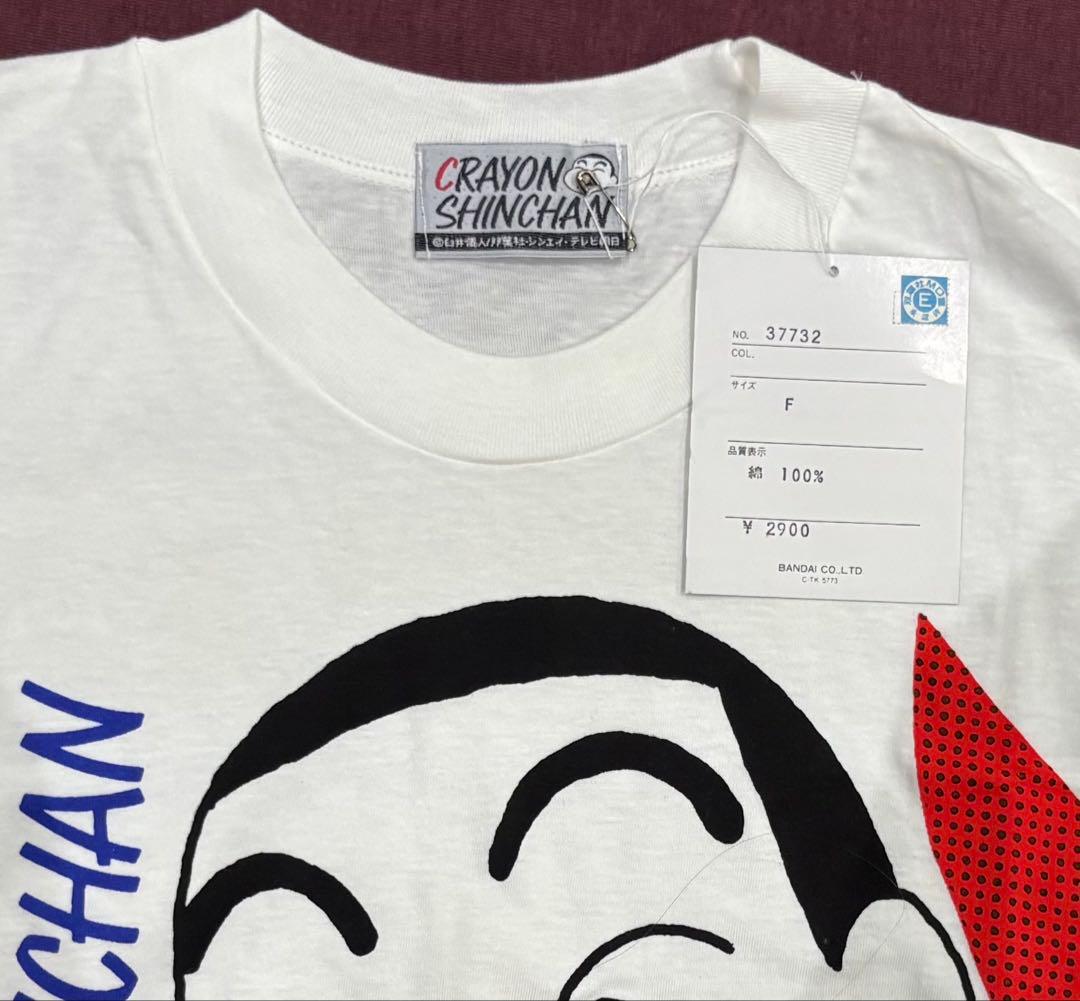 CRAYON
SHINCHAN
©臼井儀人/双葉社・シンエイ・テレビ朝日
E
NO. 37732
COL.
サイズ
F
品質表示
綿 100%
¥ 2900
BANDAI CO.,LTD
C-TK 5773
CHAN